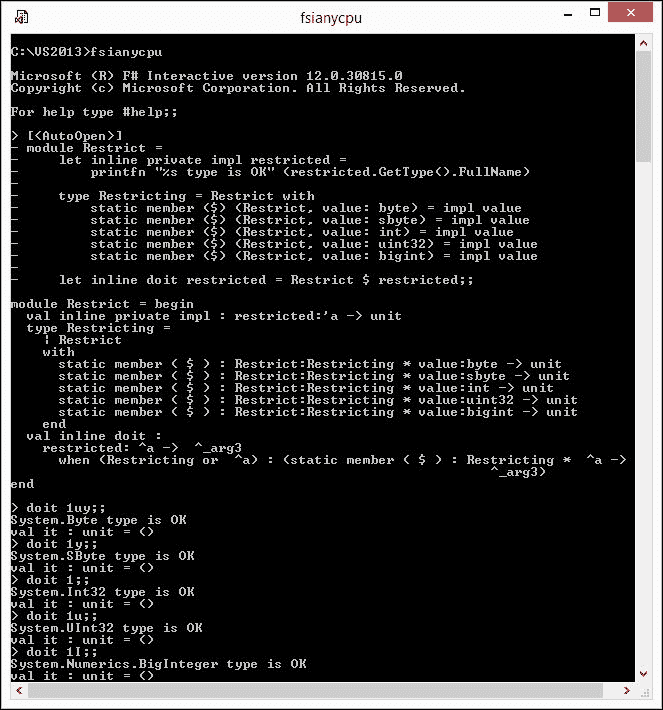 fsianycpu
C:\VS2013>fsianycpu
Microsoft (R) F# Interactive version 12.0.30815.0
Copyright (c) Microsoft Corporation. All Rights Reserved.
For help type #help;;
> [<AutoOpen>]
- module Restrict =
-     let inline private impl restricted =
-         printfn "%s type is OK" (restricted.GetType().FullName)
-
-     type Restricting = Restrict with
-         static member ($) (Restrict, value: byte) = impl value
-         static member ($) (Restrict, value: sbyte) = impl value
-         static member ($) (Restrict, value: int) = impl value
-         static member ($) (Restrict, value: uint32) = impl value
-         static member ($) (Restrict, value: bigint) = impl value
-
-     let inline doit restricted = Restrict $ restricted;;
module Restrict = begin
  val inline private impl : restricted:'a -> unit
  type Restricting =
    | Restrict
    with
      static member ( $ ) : Restrict:Restricting * value:byte -> unit
      static member ( $ ) : Restrict:Restricting * value:sbyte -> unit
      static member ( $ ) : Restrict:Restricting * value:int -> unit
      static member ( $ ) : Restrict:Restricting * value:uint32 -> unit
      static member ( $ ) : Restrict:Restricting * value:bigint -> unit
    end
  val inline doit :
    restricted: ^a ->  ^_arg3
      when (Restricting or  ^a) : (static member ( $ ) : Restricting *  ^a ->
                                                            ^_arg3)
end
> doit 1uy;;
System.Byte type is OK
val it : unit = ()
> doit 1y;;
System.SByte type is OK
val it : unit = ()
> doit 1;;
System.Int32 type is OK
val it : unit = ()
> doit 1u;;
System.UInt32 type is OK
val it : unit = ()
> doit 1I;;
System.Numerics.BigInteger type is OK
val it : unit = ()